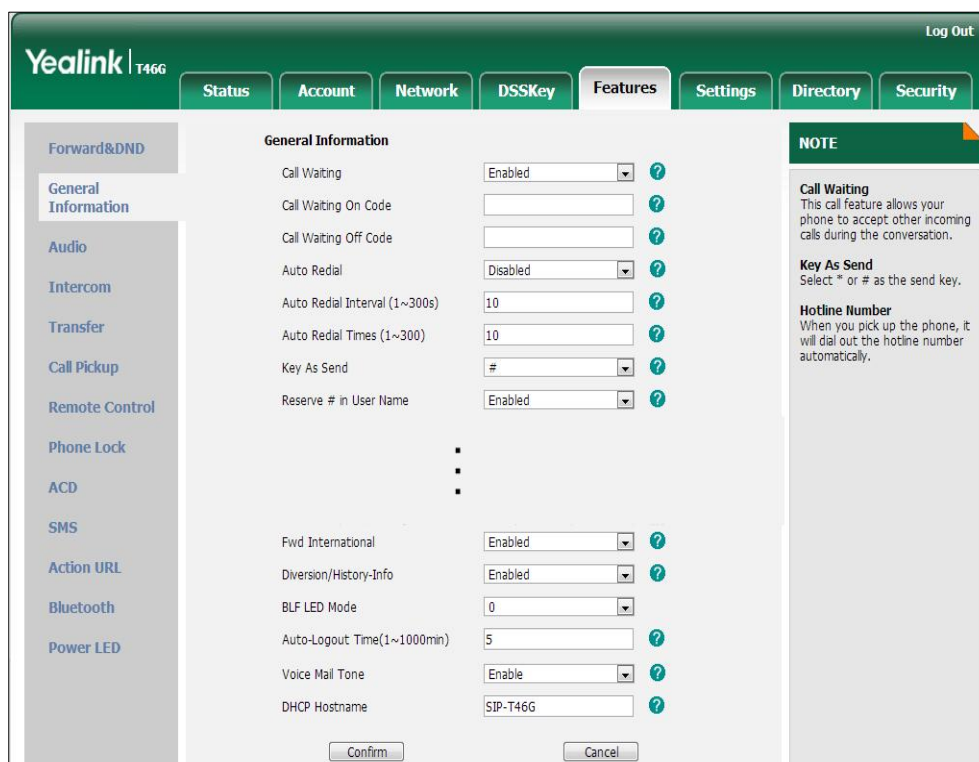 Log Out
Yealink T46G
Status Account Network DSSKey Features Settings Directory Security
Forward&DND
General
Information
Audio
Intercom
Transfer
Call Pickup
Remote Control
Phone Lock
ACD
SMS
Action URL
Bluetooth
Power LED
General Information
Call Waiting Enabled ?
Call Waiting On Code ?
Call Waiting Off Code ?
Auto Redial Disabled ?
Auto Redial Interval (1~300s) 10 ?
Auto Redial Times (1~300) 10 ?
Key As Send # ?
Reserve # in User Name Enabled ?
Fwd International Enabled ?
Diversion/History-Info Enabled ?
BLF LED Mode 0
Auto-Logout Time(1~1000min) 5 ?
Voice Mail Tone Enable ?
DHCP Hostname SIP-T46G ?
Confirm Cancel
NOTE
Call Waiting
This call feature allows your
phone to accept other incoming
calls during the conversation.
Key As Send
Select * or # as the send key.
Hotline Number
When you pick up the phone, it
will dial out the hotline number
automatically.